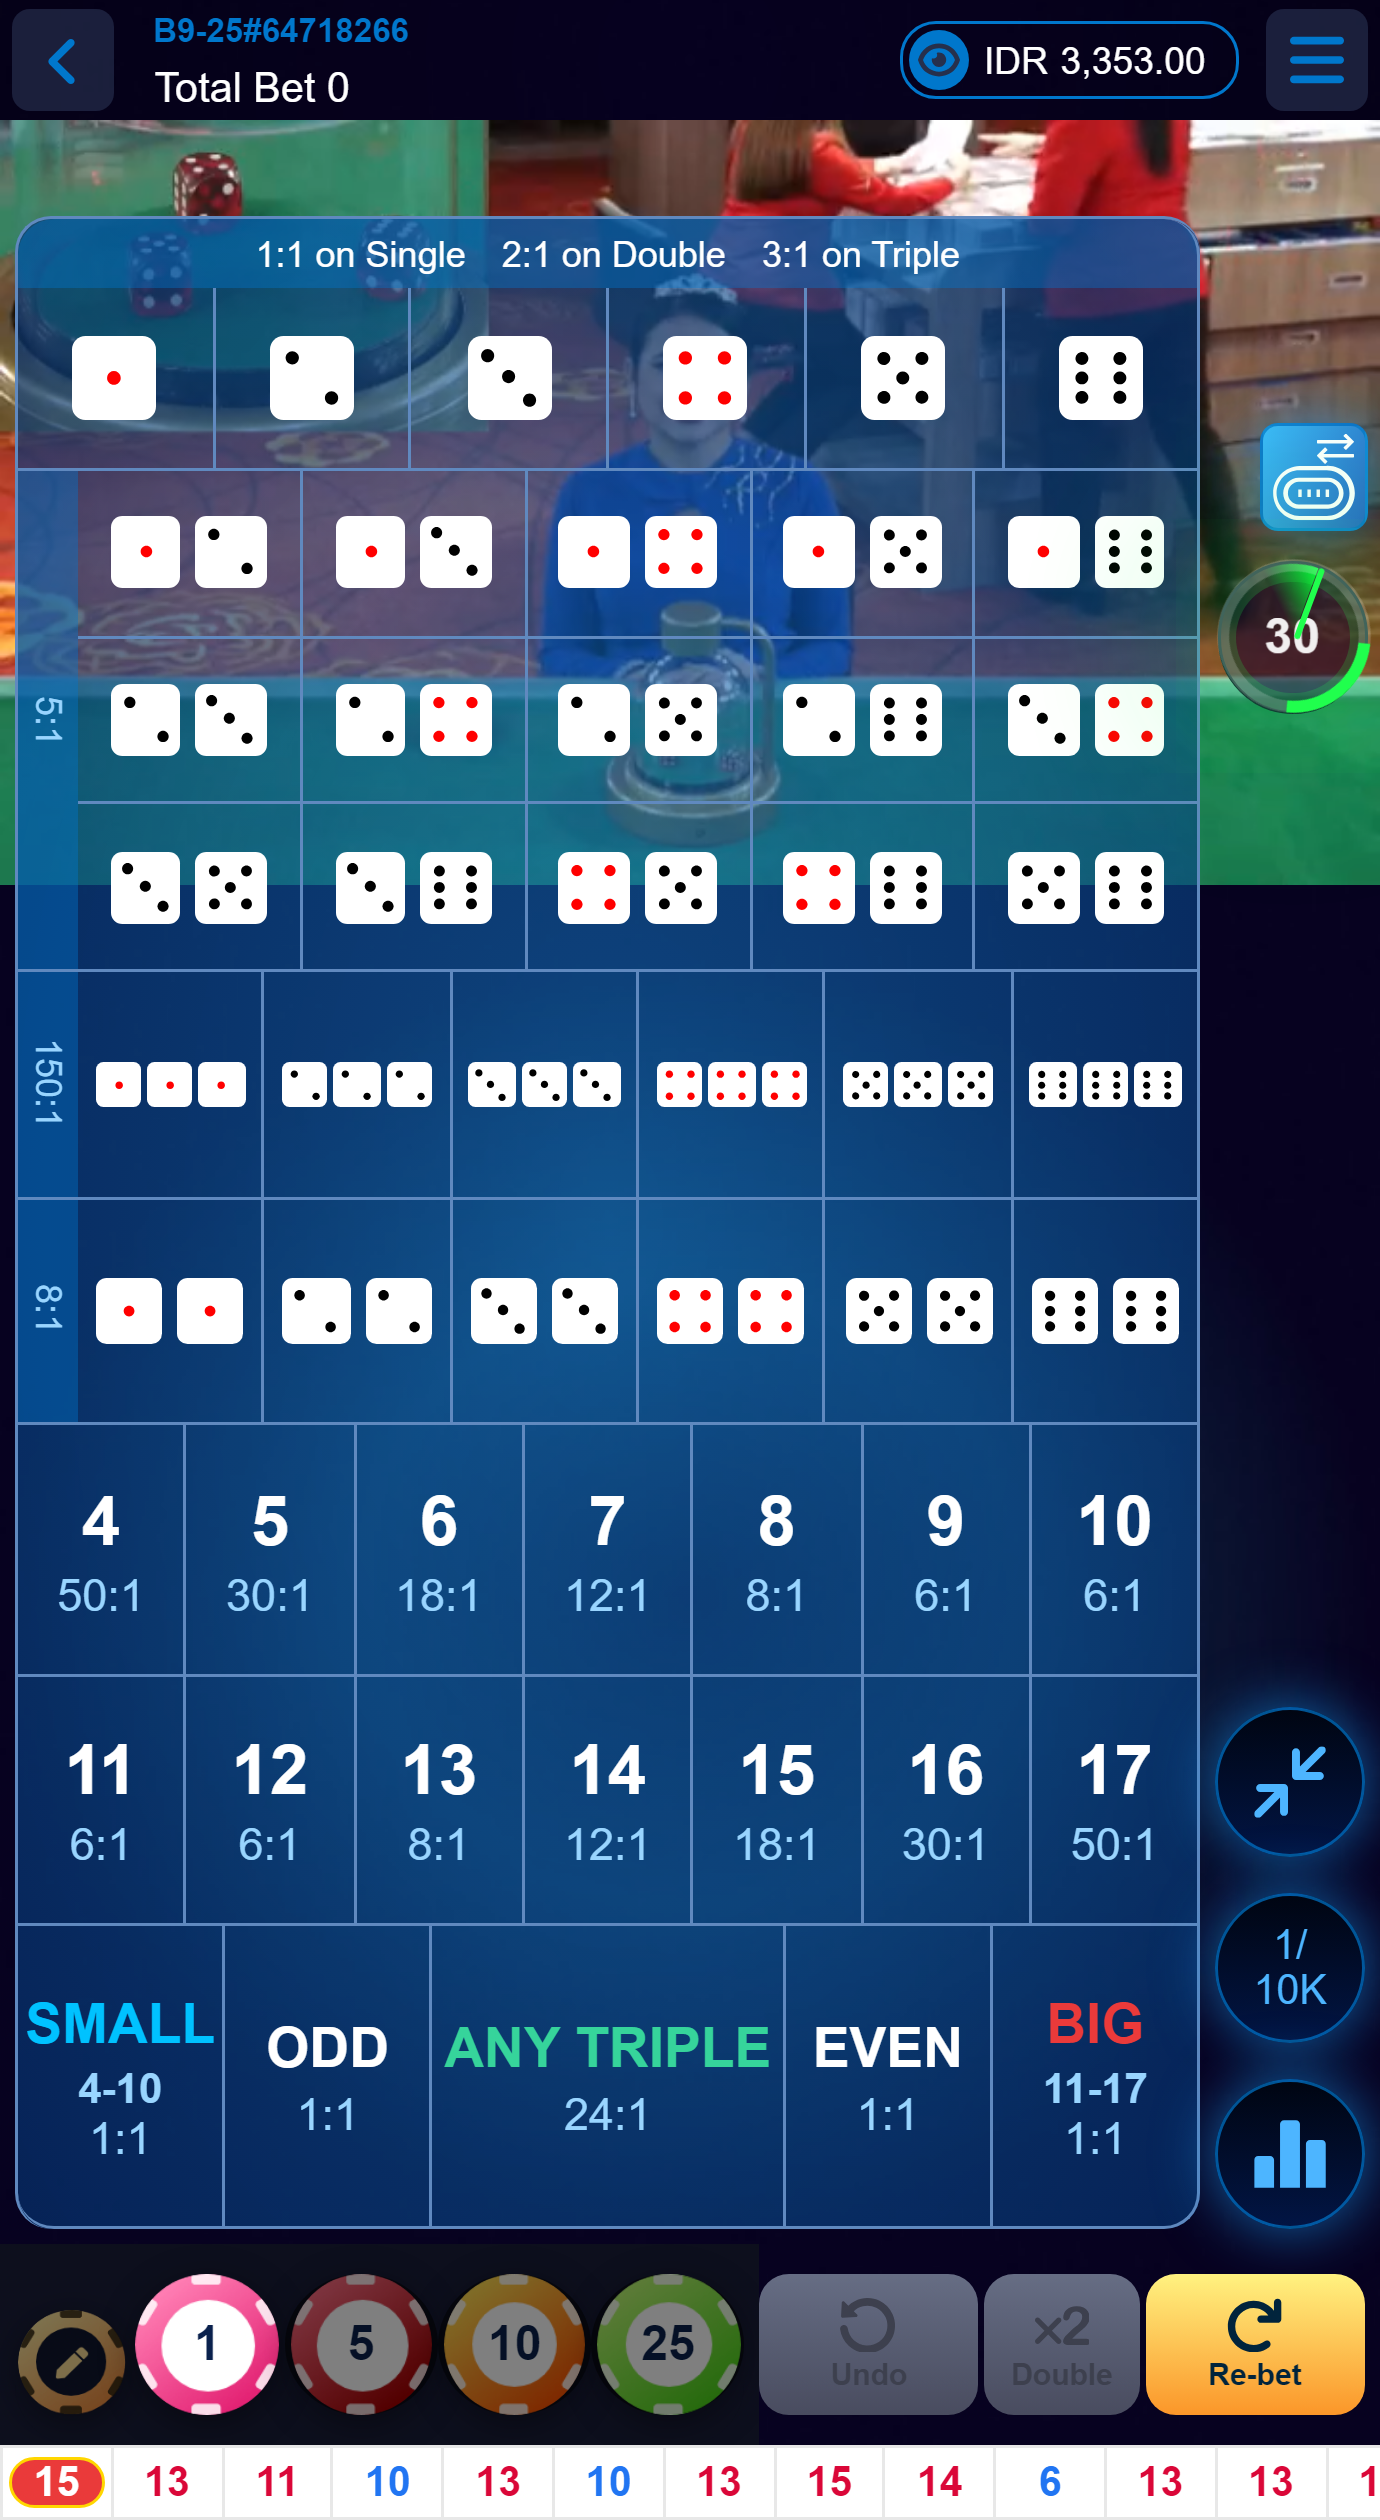 B9-25#64718266
Total Bet 0
IDR 3,353.00
1:1 on Single 2:1 on Double 3:1 on Triple
30
5:1
150:1
8:1
4 5 6 7 8 9 10
50:1 30:1 18:1 12:1 8:1 6:1 6:1
11 12 13 14 15 16 17
6:1 6:1 8:1 12:1 18:1 30:1 50:1
SMALL
4-10
1:1
ODD
1:1
ANY TRIPLE
24:1
EVEN
1:1
BIG
11-17
1:1
1/
10K
1 5 10 25
Undo
x2
Double
Re-bet
15 13 11 10 13 10 13 15 14 6 13 13